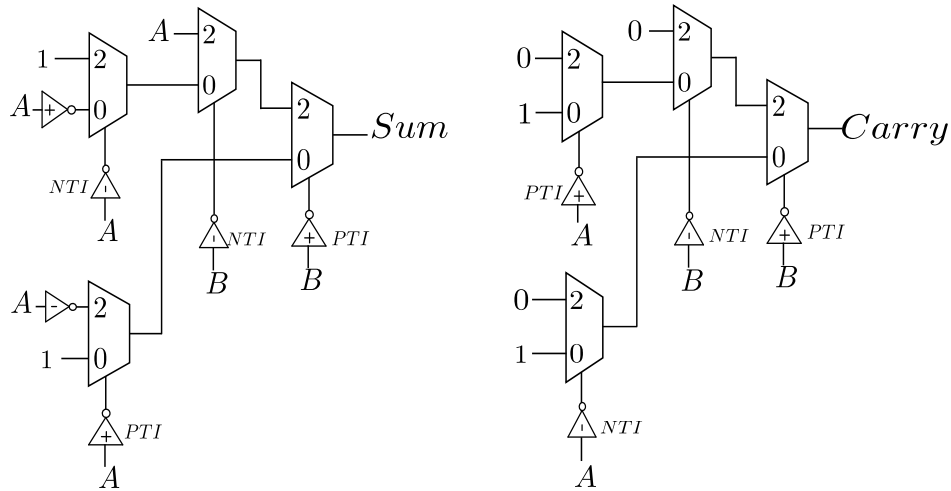 A 2 0
1 2 0
A +
NTI -
A
2 0
Sum
- NTI
B
+ PTI
B
A - 2
1 0
+ PTI
A
0 2
1 0
PTI +
A
0 2
0
2 0
Carry
- NTI
B
+ PTI
B
0 2
1 0
- NTI
A